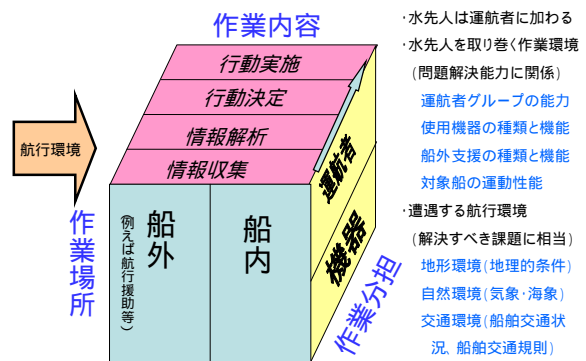 作業内容
行動実施
行動決定
情報解析
情報収集
航行環境
運航者
機器
船外
(例えば航行援助等)
船内
作業場所
作業分担
・水先人は運航者に加わる
・水先人を取り巻く作業環境
(問題解決能力に関係)
運航者グループの能力
使用機器の種類と機能
船外支援の種類と機能
対象船の運動性能
・遭遇する航行環境
(解決すべき課題に相当)
地形環境(地理的条件)
自然環境(気象・海象)
交通環境(船舶交通状
況、船舶交通規則)